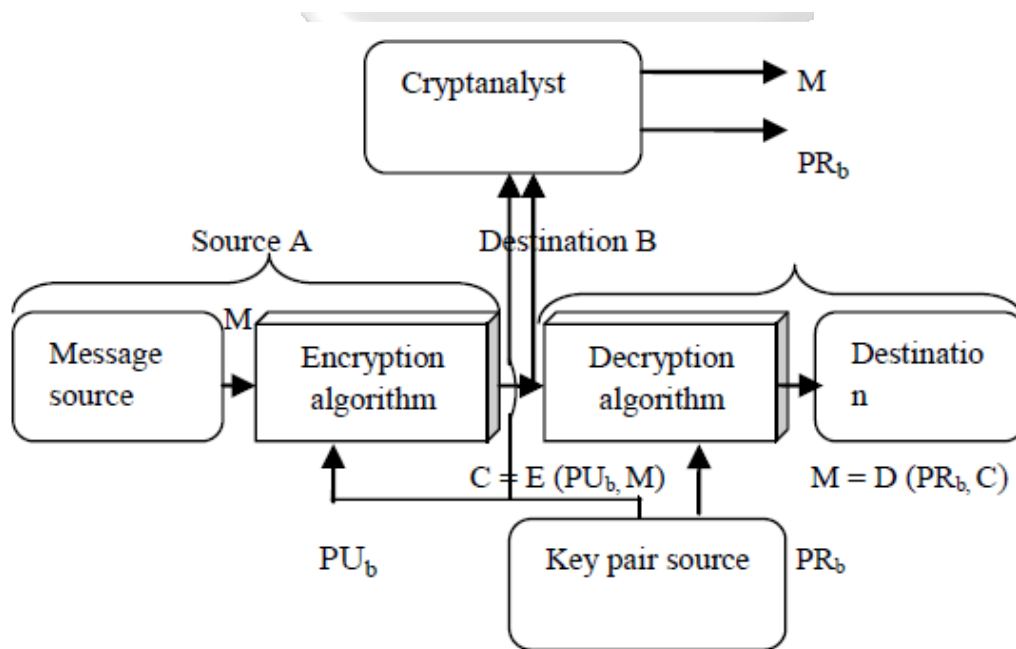 Cryptanalyst
M
PRb
Source A
Destination B
M
Message
source
Encryption
algorithm
Decryption
algorithm
Destinatio
n
C = E (PUb, M)
M = D (PRb, C)
PUb
Key pair source
PRb